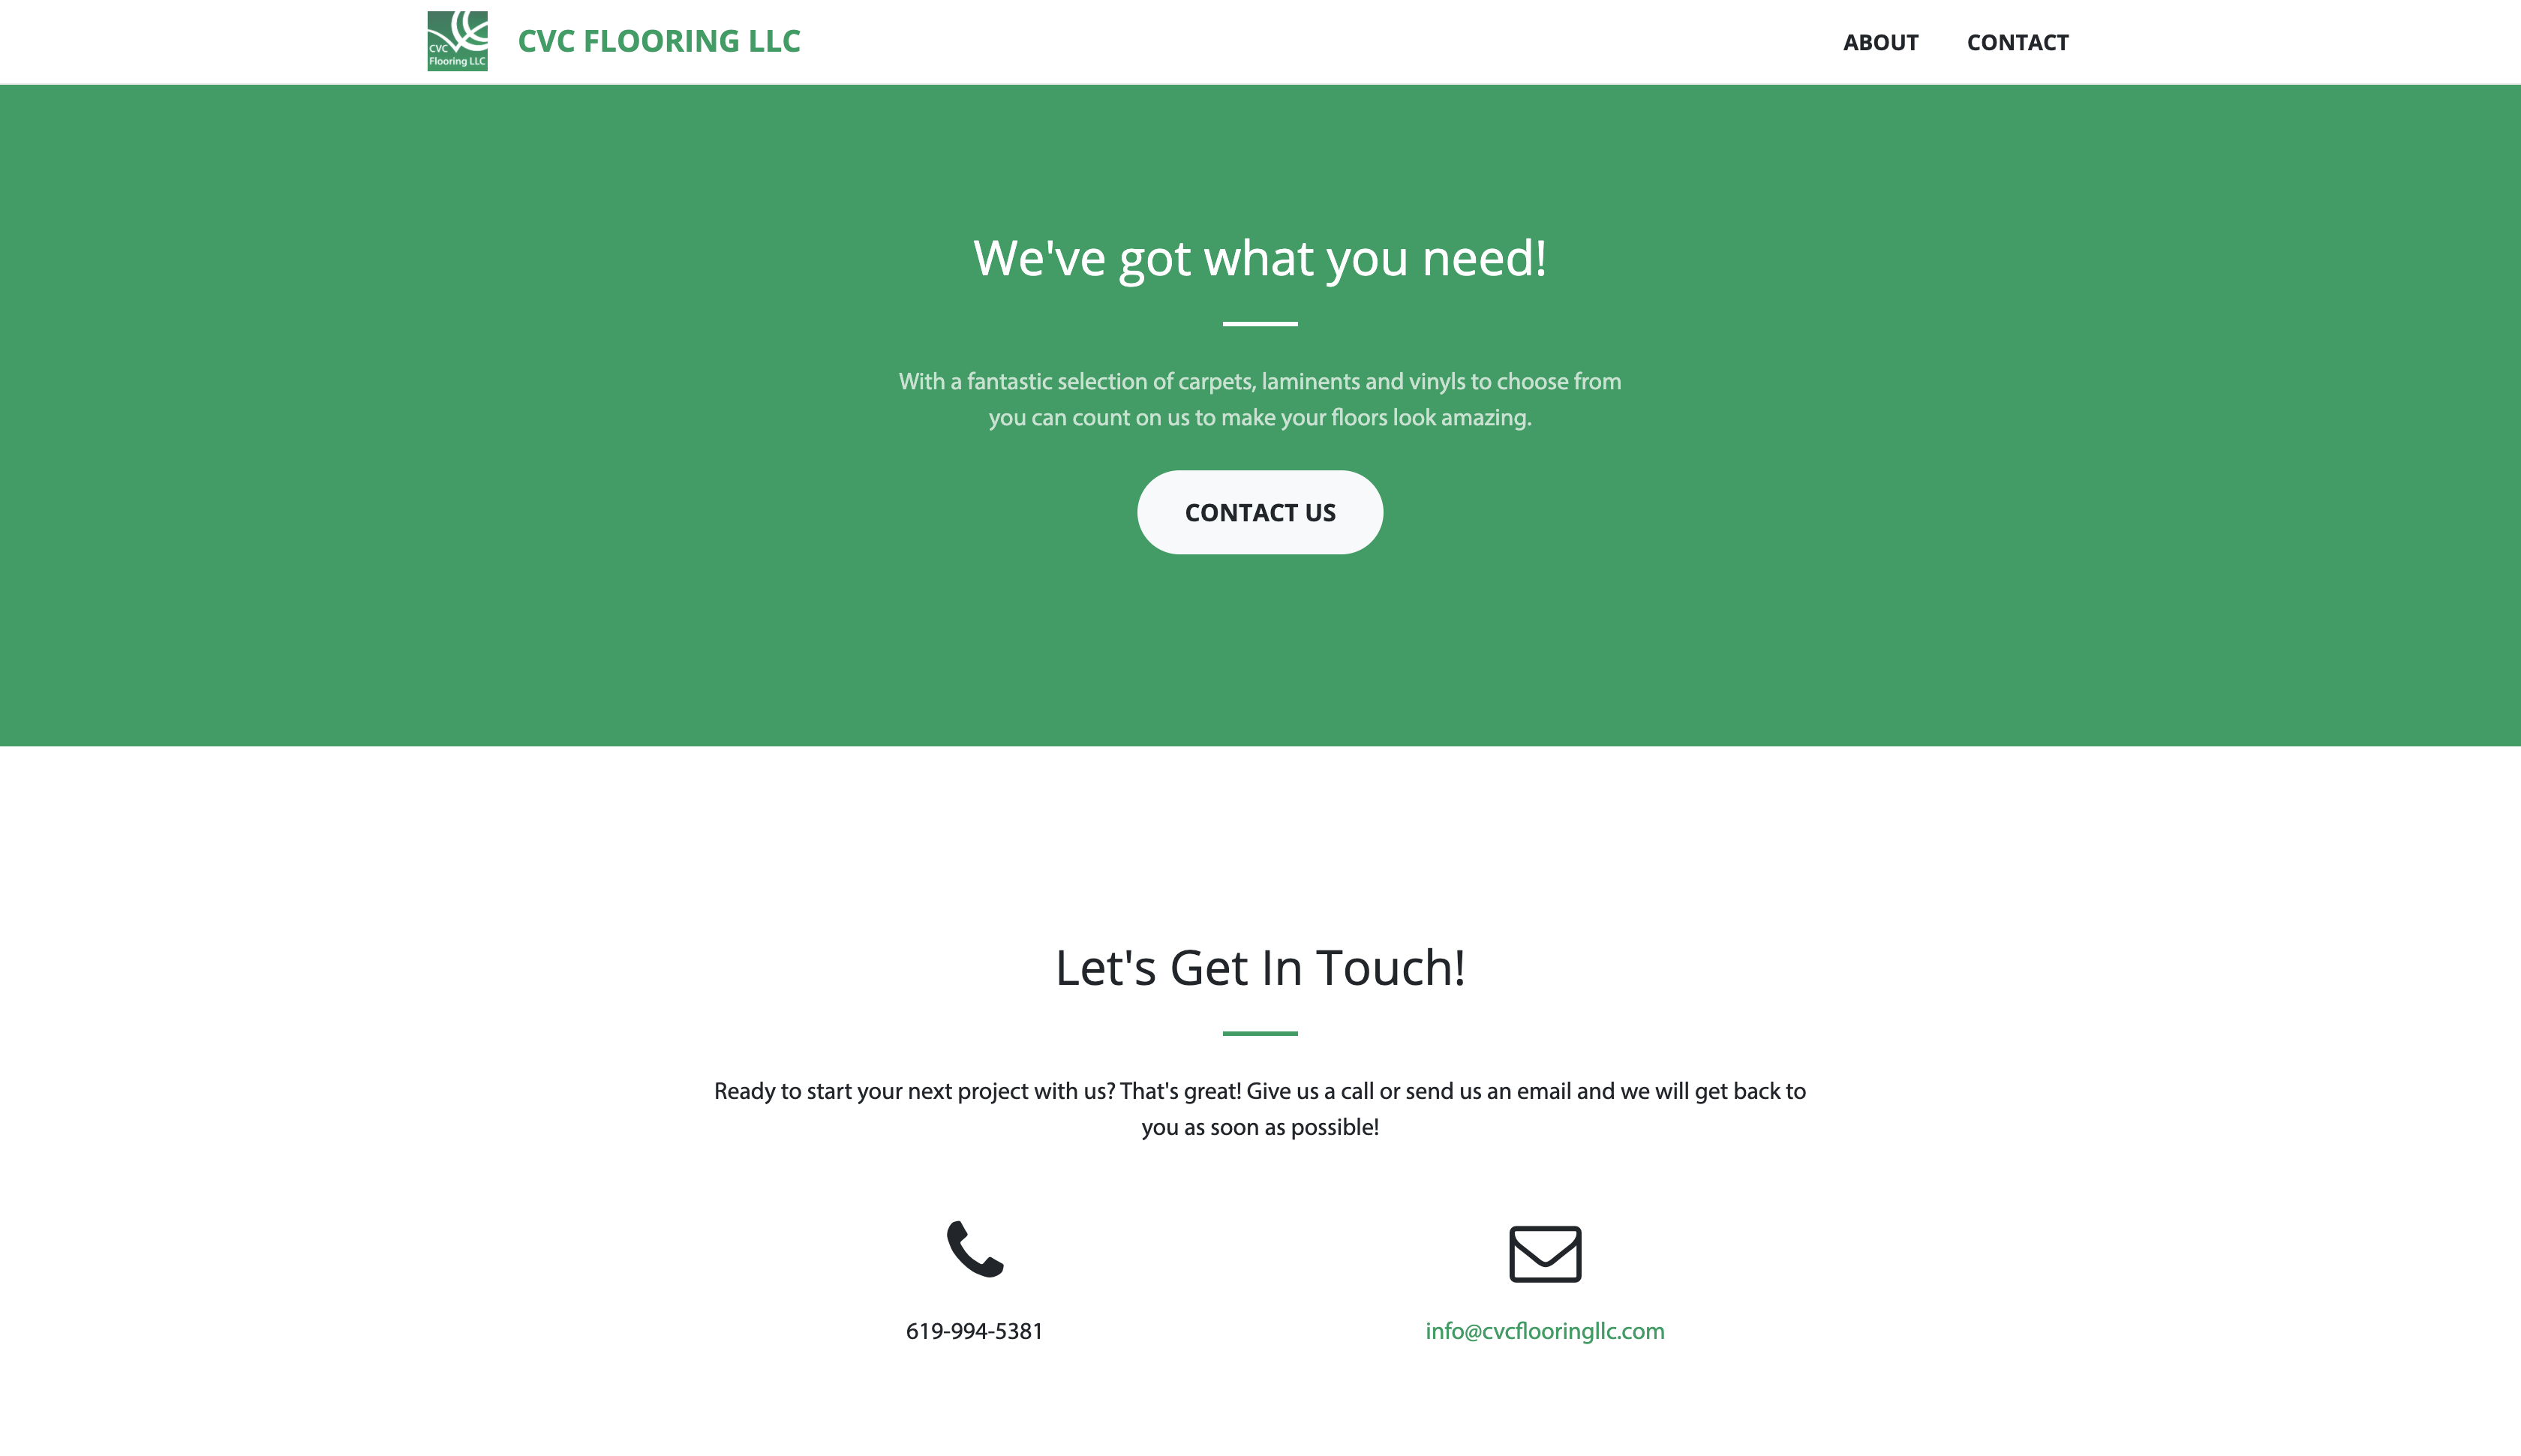 CVC
Flooring LLC
CVC FLOORING LLC
ABOUT
CONTACT
We've got what you need!
With a fantastic selection of carpets, laminents and vinyls to choose from
you can count on us to make your floors look amazing.
CONTACT US
Let's Get In Touch!
Ready to start your next project with us? That's great! Give us a call or send us an email and we will get back to
you as soon as possible!
619-994-5381
info@cvcflooringllc.com